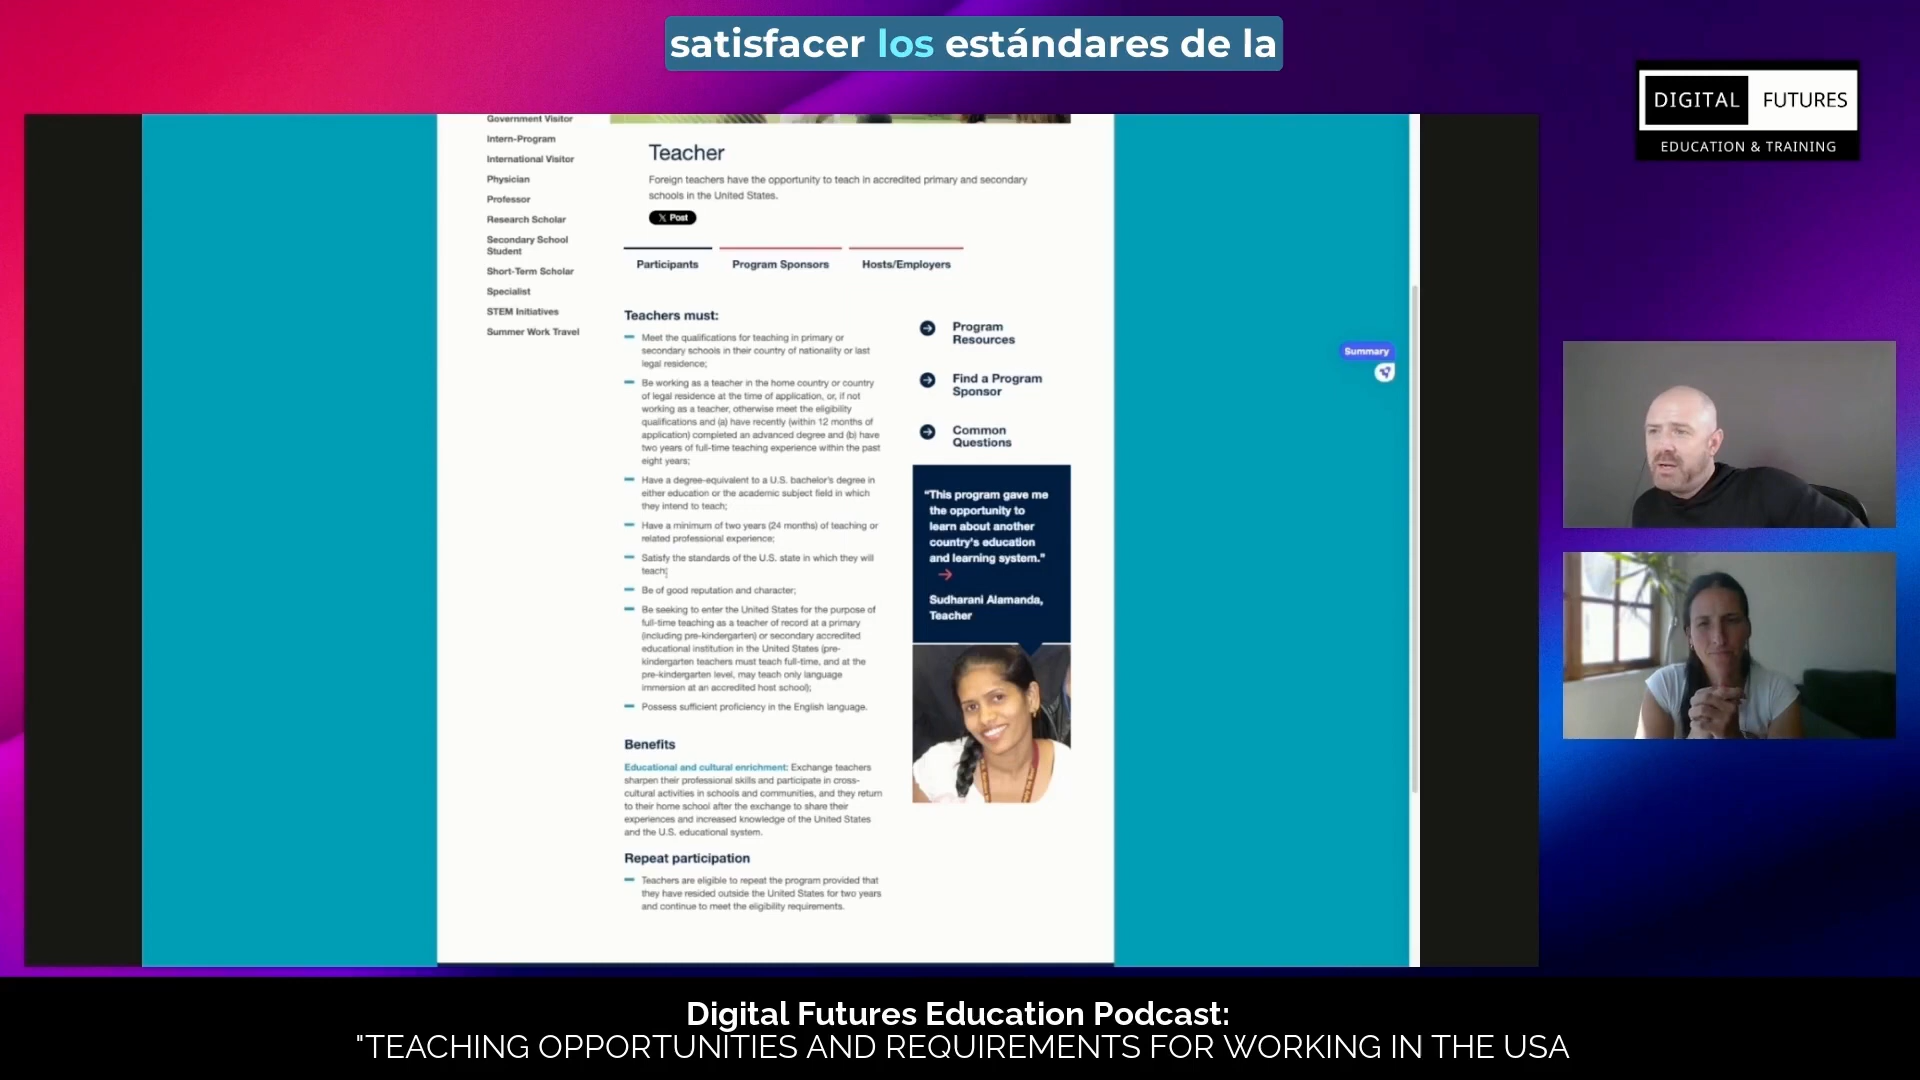 satisfacer los estándares de la
DIGITAL FUTURES
EDUCATION & TRAINING
Government Visitor
Intern-Program
International Visitor
Physician
Professor
Research Scholar
Secondary School
Student
Short-Term Scholar
Specialist
STEM Initiatives
Summer Work Travel
Teacher
Foreign teachers have the opportunity to teach in accredited primary and secondary
schools in the United States.
X Post
Participants
Program Sponsors
Hosts/Employers
Teachers must:
Meet the qualifications for teaching in primary or
secondary schools in their country of nationality or last
legal residence;
Be working as a teacher in the home country or country
of legal residence at the time of application, or, if not
working as a teacher, otherwise meet the eligibility
qualifications and (a) have recently (within 12 months of
application) completed an advanced degree and (b) have
two years of full-time teaching experience within the past
eight years;
Have a degree-equivalent to a U.S. bachelor's degree in
either education or the academic subject field in which
they intend to teach;
Have a minimum of two years (24 months) of teaching or
related professional experience;
Satisfy the standards of the U.S. state in which they will
teach;
Be of good reputation and character;
Be seeking to enter the United States for the purpose of
full-time teaching as a teacher of record at a primary
(including pre-kindergarten) or secondary accredited
educational institution in the United States (pre-
kindergarten teachers must teach full-time, and at the
pre-kindergarten level, may teach only language
immersion at an accredited host school);
Possess sufficient proficiency in the English language.
Benefits
Educational and cultural enrichment: Exchange teachers
sharpen their professional skills and participate in cross-
cultural activities in schools and communities, and they return
to their home school after the exchange to share their
experiences and increased knowledge of the United States
and the U.S. educational system.
Repeat participation
Teachers are eligible to repeat the program provided that
they have resided outside the United States for two years
and continue to meet the eligibility requirements.
Program
Resources
Find a Program
Sponsor
Common
Questions
"This program gave me
the opportunity to
learn about another
country's education
and learning system."
Sudharani Alamanda,
Teacher
Summary
Digital Futures Education Podcast:
"TEACHING OPPORTUNITIES AND REQUIREMENTS FOR WORKING IN THE USA